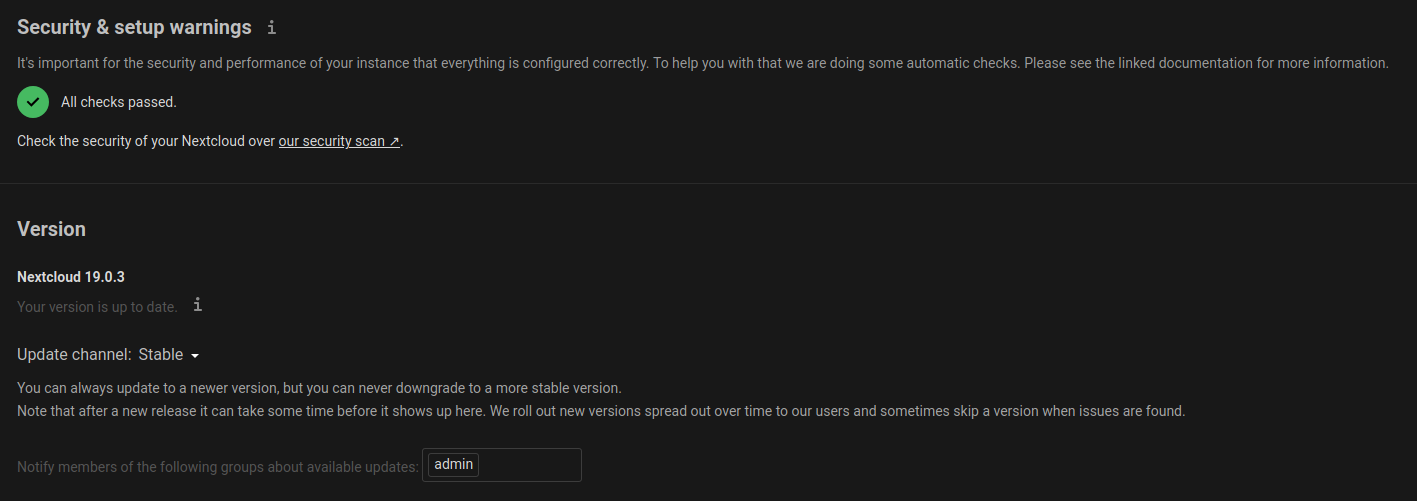 Security & setup warnings i
It's important for the security and performance of your instance that everything is configured correctly. To help you with that we are doing some automatic checks. Please see the linked documentation for more information.
All checks passed.
Check the security of your Nextcloud over our security scan ↗.
Version
Nextcloud 19.0.3
Your version is up to date. i
Update channel: Stable
You can always update to a newer version, but you can never downgrade to a more stable version.
Note that after a new release it can take some time before it shows up here. We roll out new versions spread out over time to our users and sometimes skip a version when issues are found.
Notify members of the following groups about available updates: admin